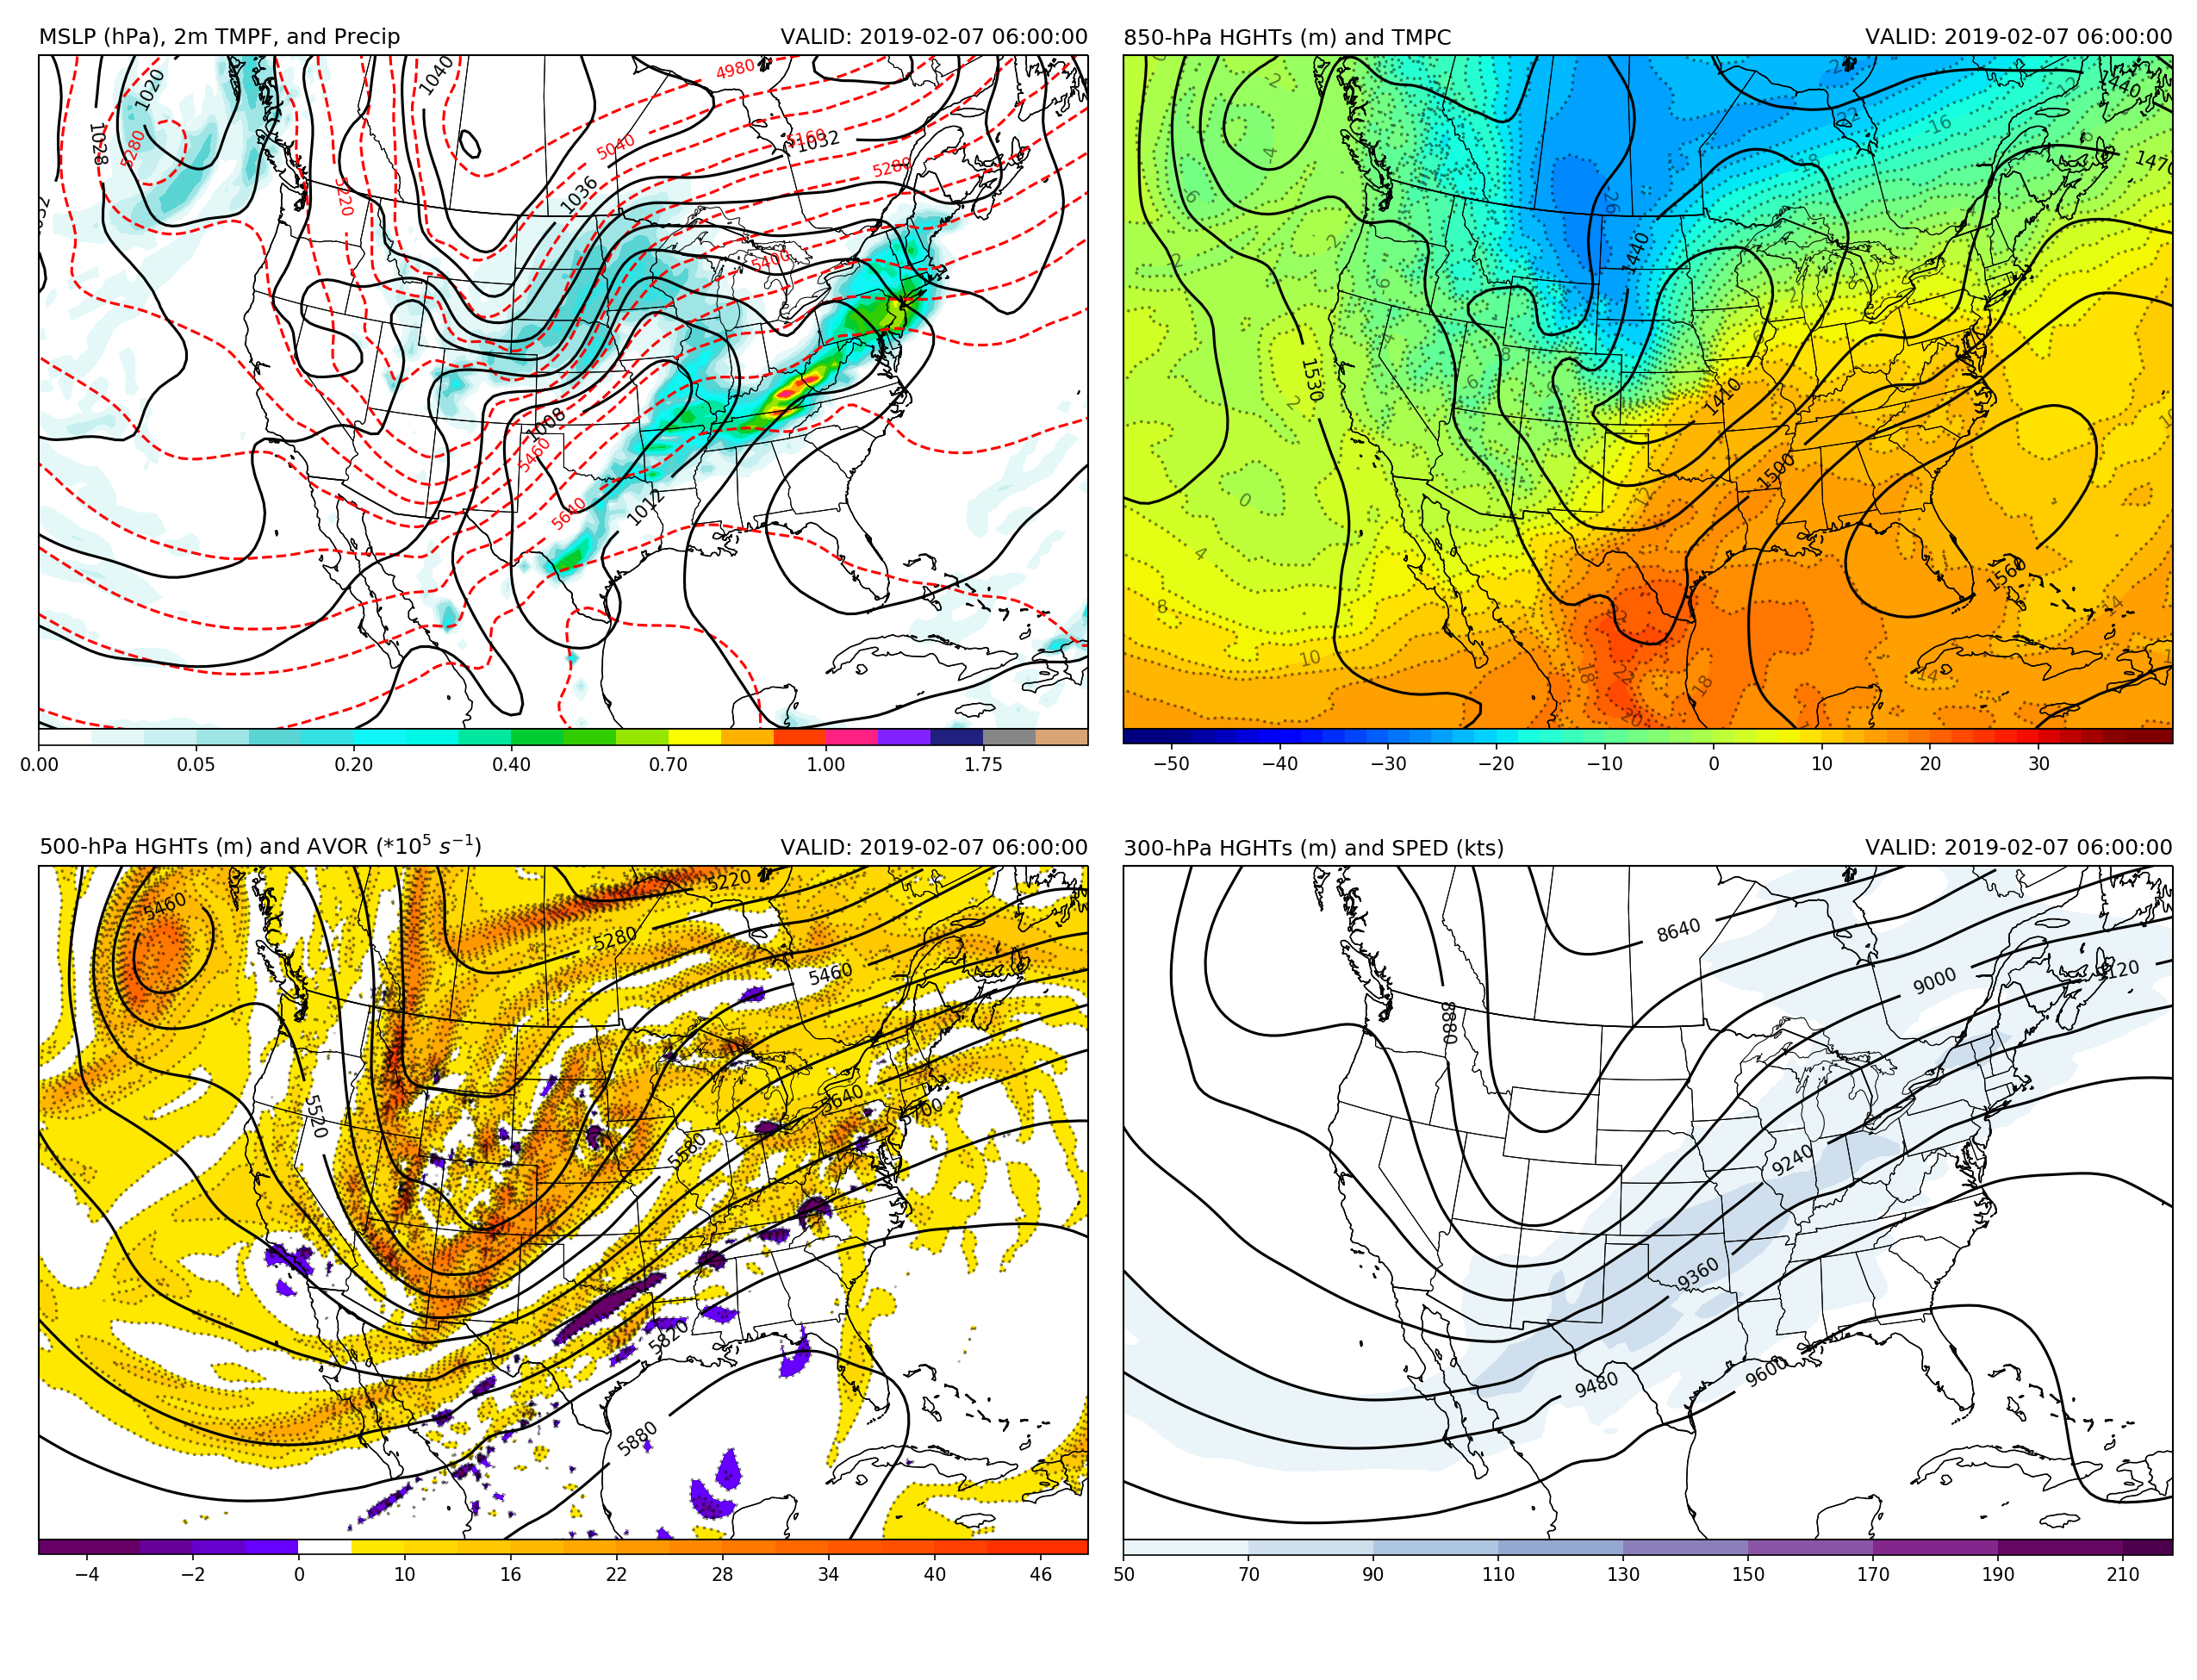 MSLP (hPa), 2m TMPF, and Precip VALID: 2019-02-07 06:00:00
1020 1040 4980
1028 5280 5040 5160 1032
5220 1036 5280
5400
1008
5460
5640 1012
0.00 0.05 0.20 0.40 0.70 1.00 1.75
850-hPa HGHTs (m) and TMPC VALID: 2019-02-07 06:00:00
1470
1440
1530 1410
1500
1560
−50 −40 −30 −20 −10 0 10 20 30
500-hPa HGHTs (m) and AVOR (*10⁵ s⁻¹) VALID: 2019-02-07 06:00:00
5460 5220
5280 5460
5520 5640 5700
5580
5820
5880
−4 −2 0 10 16 22 28 34 40 46
300-hPa HGHTs (m) and SPED (kts) VALID: 2019-02-07 06:00:00
8640
8880 9000
9240
9360
9480 9600
50 70 90 110 130 150 170 190 210